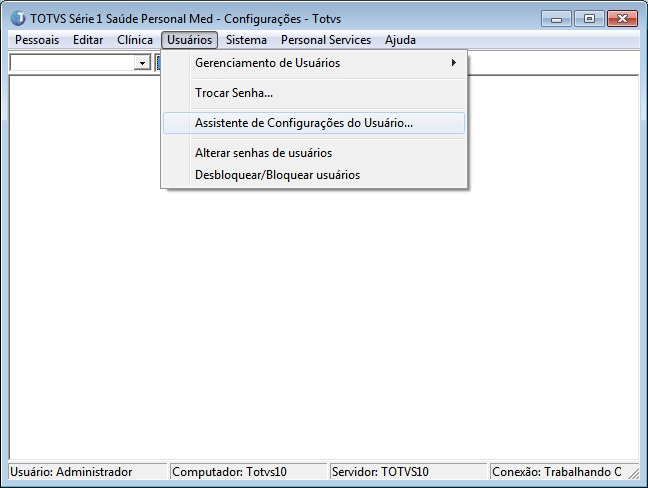 TOTVS Série 1 Saúde Personal Med - Configurações - Totvs
Pessoais Editar Clínica Usuários Sistema Personal Services Ajuda
Gerenciamento de Usuários
Trocar Senha...
Assistente de Configurações do Usuário...
Alterar senhas de usuários
Desbloquear/Bloquear usuários
Usuário: Administrador Computador: Totvs10 Servidor: TOTVS10 Conexão: Trabalhando O